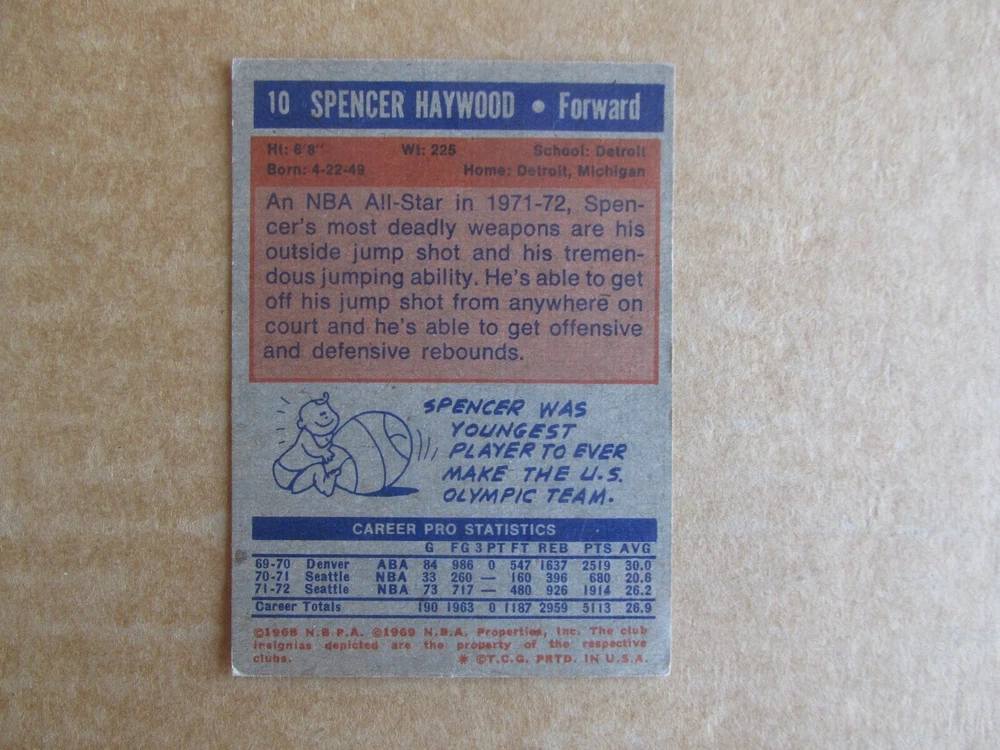 10 SPENCER HAYWOOD • Forward
Ht: 6'8" Wt: 225 School: Detroit
Born: 4-22-49 Home: Detroit, Michigan
An NBA All-Star in 1971-72, Spen-
cer's most deadly weapons are his
outside jump shot and his tremen-
dous jumping ability. He's able to get
off his jump shot from anywhere on
court and he's able to get offensive
and defensive rebounds.
SPENCER WAS
YOUNGEST
PLAYER TO EVER
MAKE THE U.S.
OLYMPIC TEAM.
CAREER PRO STATISTICS
G FG 3PT FT REB PTS AVG
69-70 Denver ABA 84 986 0 547 1637 2519 30.0
70-71 Seattle NBA 33 260 — 160 396 680 20.6
71-72 Seattle NBA 73 717 — 480 926 1914 26.2
Career Totals 190 1963 0 1187 2959 5113 26.9
©1968 N.B.P.A. ©1969 N.B.A. Properties, Inc. The club
insignias depicted are the property of the respective
clubs. * ©T.C.G. PRTD. IN U.S.A.